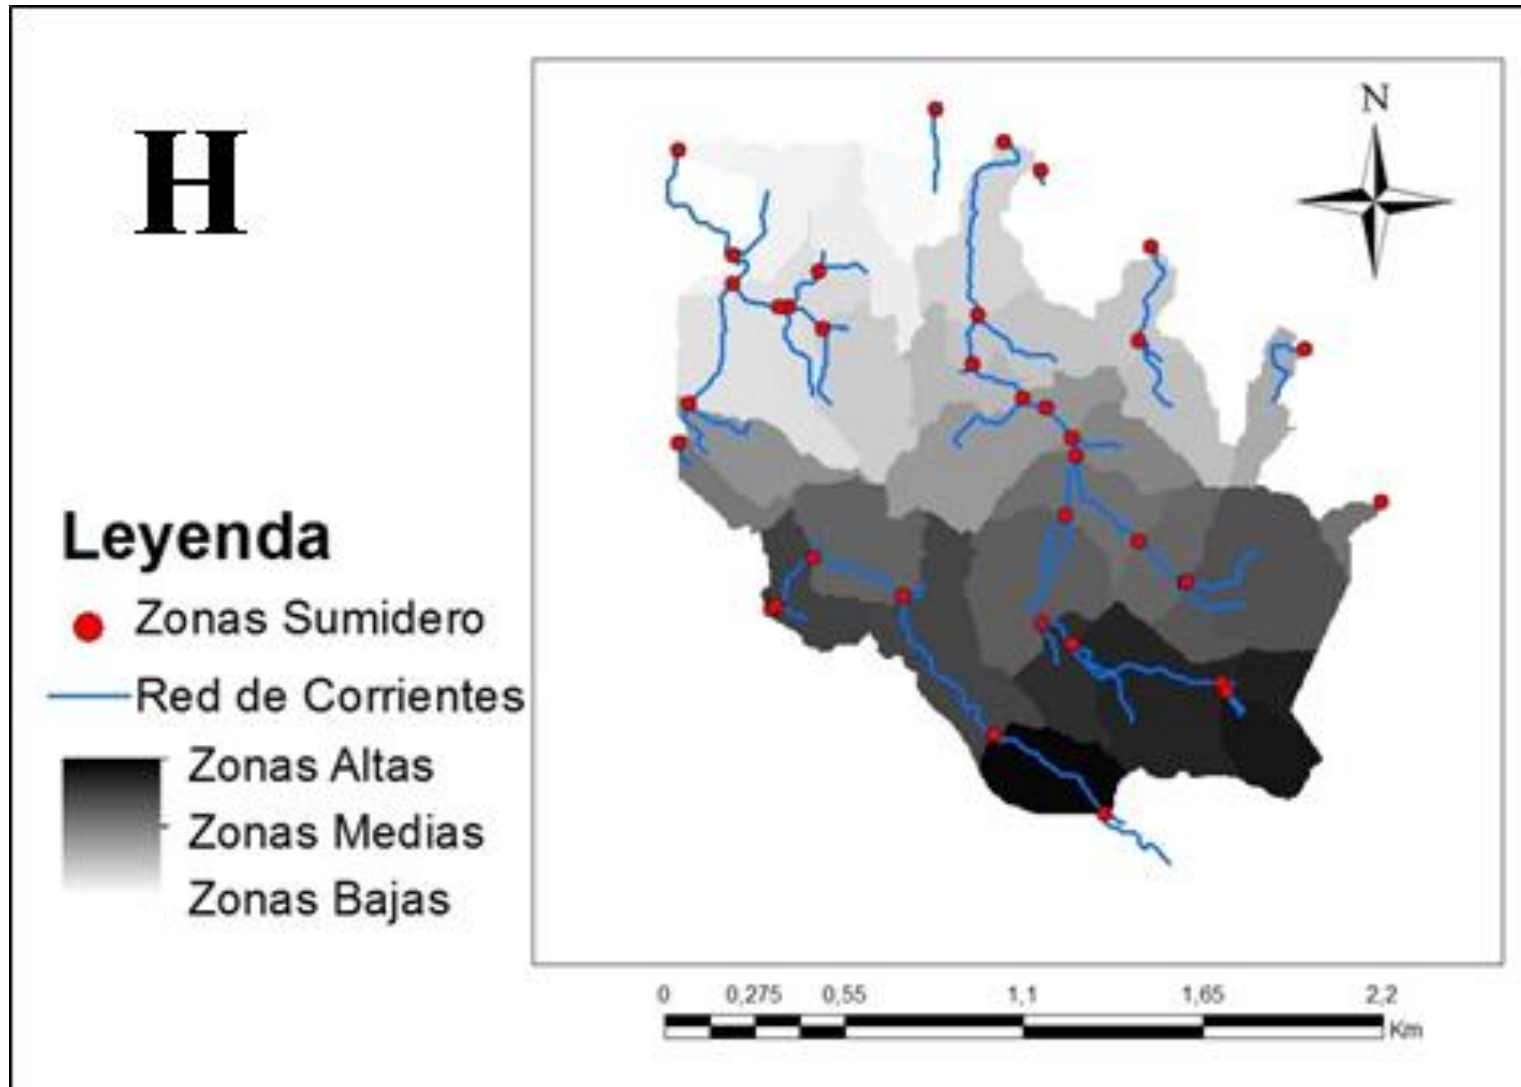 H
N
Leyenda
Zonas Sumidero
Red de Corrientes
Zonas Altas
Zonas Medias
Zonas Bajas
0 0,275 0,55 1,1 1,65 2,2
Km